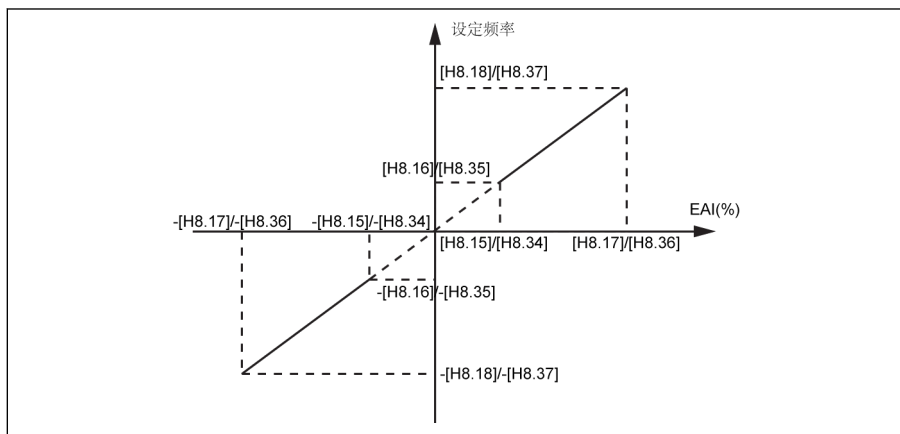 设定频率
[H8.18]/[H8.37]
[H8.16]/[H8.35]
EAI(%)
-[H8.17]/-[H8.36]
-[H8.15]/-[H8.34]
[H8.15]/[H8.34]
[H8.17]/[H8.36]
-[H8.16]/-[H8.35]
-[H8.18]/-[H8.37]